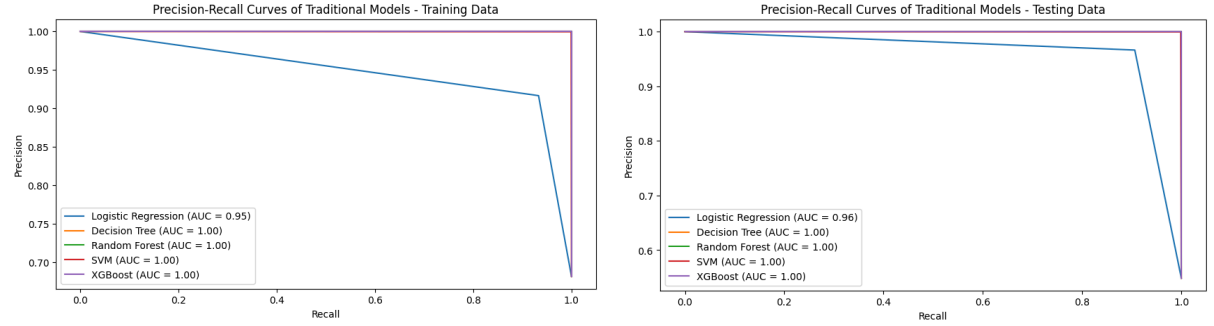 Precision-Recall Curves of Traditional Models - Training Data
1.00
0.95
0.90
0.85
0.80
0.75
0.70
Precision
Logistic Regression (AUC = 0.95)
Decision Tree (AUC = 1.00)
Random Forest (AUC = 1.00)
SVM (AUC = 1.00)
XGBoost (AUC = 1.00)
0.0 0.2 0.4 0.6 0.8 1.0
Recall
Precision-Recall Curves of Traditional Models - Testing Data
1.0
0.9
0.8
0.7
0.6
Precision
Logistic Regression (AUC = 0.96)
Decision Tree (AUC = 1.00)
Random Forest (AUC = 1.00)
SVM (AUC = 1.00)
XGBoost (AUC = 1.00)
0.0 0.2 0.4 0.6 0.8 1.0
Recall